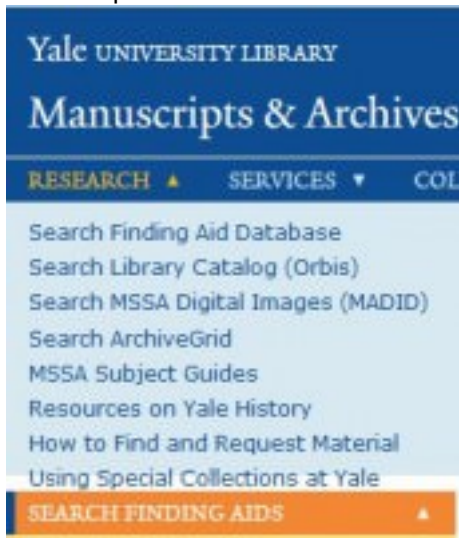 Yale UNIVERSITY LIBRARY
Manuscripts & Archives
RESEARCH ▲ SERVICES ▼ COL
Search Finding Aid Database
Search Library Catalog (Orbis)
Search MSSA Digital Images (MADID)
Search ArchiveGrid
MSSA Subject Guides
Resources on Yale History
How to Find and Request Material
Using Special Collections at Yale
SEARCH FINDING AIDS ▲